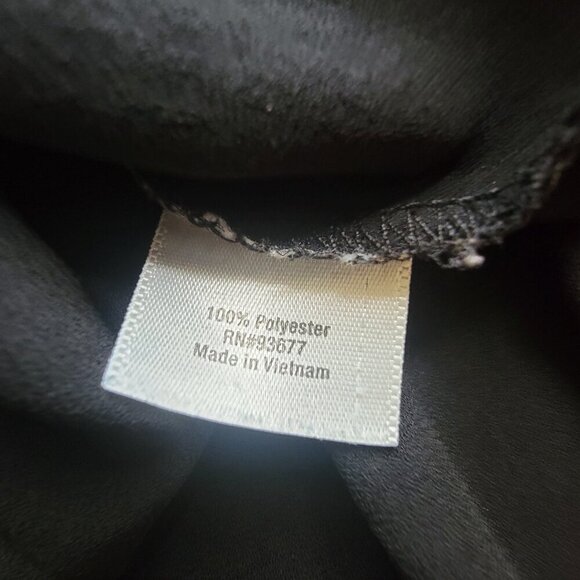 100% Polyester
RN#93677
Made in Vietnam